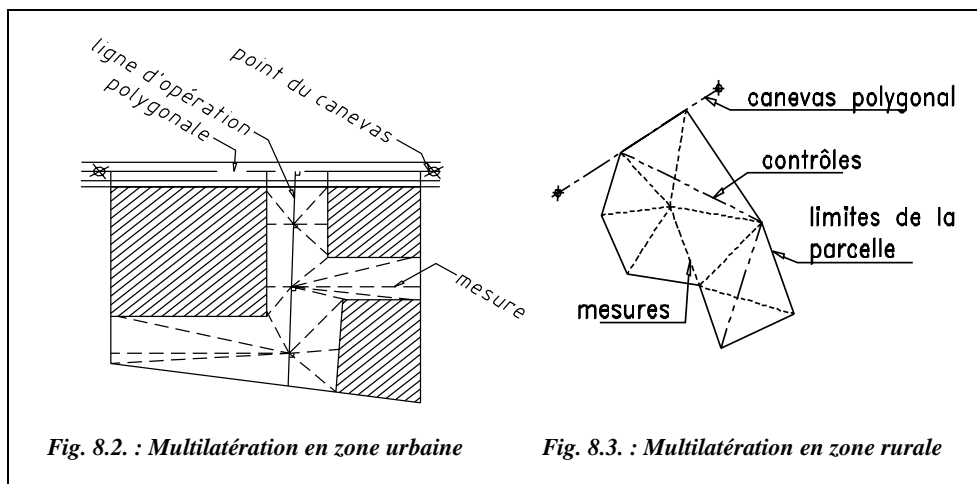 ligne d'opération
polygonale
point du canevas
mesure
canevas polygonal
contrôles
limites de la
parcelle
mesures
Fig. 8.2. : Multilatération en zone urbaine
Fig. 8.3. : Multilatération en zone rurale